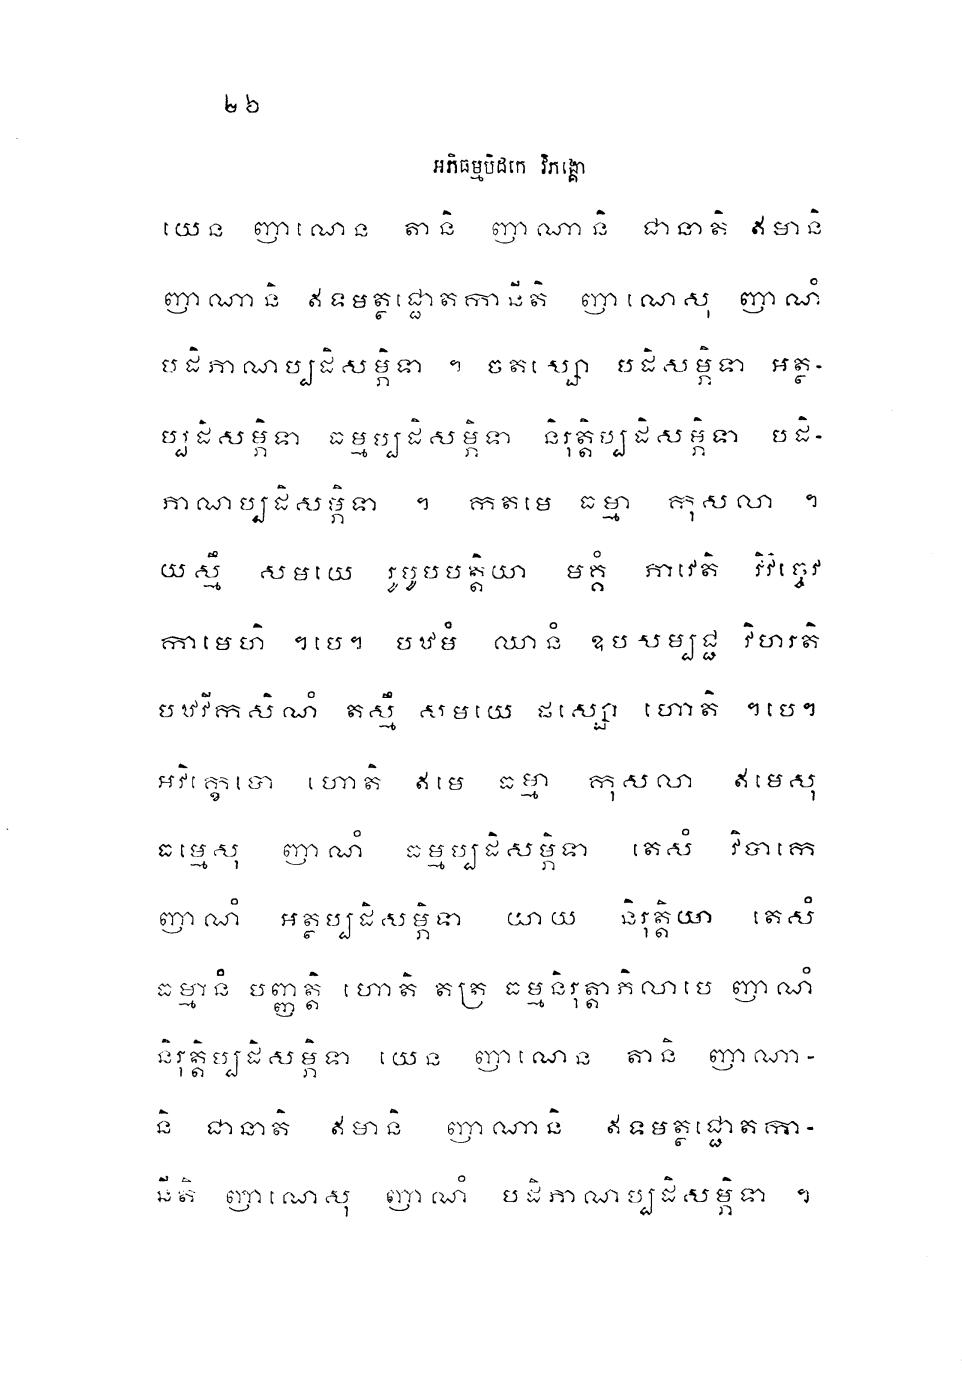 ២៦
អភិធម្មបិដកេ វិភង្គោ
យេន ញាណេន តានិ ញាណានិ ជានាតិ ឥមានិ
ញាណានិ ឥទមត្ថជ្ជោតកានីតិ ញាណេសុ ញាណំ
បដិភាណប្បដិសម្ភិទា ។ ចតស្សោ បដិសម្ភិទា អត្ថ-
ប្បដិសម្ភិទា ធម្មប្បដិសម្ភិទា និរុត្តិប្បដិសម្ភិទា បដិ-
ភាណប្បដិសម្ភិទា ។ កតមេ ធម្មា កុសលា ។
យស្មឹ សមយេ រូបូបបត្តិយា មគ្គំ ភាវេតិ វិវិច្ចេវ
កាមេហិ ។បេ។ បឋមំ ឈានំ ឧបសម្បជ្ជ វិហរតិ
បឋវីកសិណំ តស្មឹ សមយេ ផស្សោ ហោតិ ។បេ។
អវិក្ខេបោ ហោតិ ឥមេ ធម្មា កុសលា ឥមេសុ
ធម្មេសុ ញាណំ ធម្មប្បដិសម្ភិទា តេសំ វិបាកេ
ញាណំ អត្ថប្បដិសម្ភិទា យាយ និរុត្តិយា តេសំ
ធម្មានំ បញ្ញត្តិ ហោតិ តត្រ ធម្មនិរុត្តាភិលាបេ ញាណំ
និរុត្តិប្បដិសម្ភិទា យេន ញាណេន តានិ ញាណា-
និ ជានាតិ ឥមានិ ញាណានិ ឥទមត្ថជ្ជោតកា-
នីតិ ញាណេសុ ញាណំ បដិភាណប្បដិសម្ភិទា ។